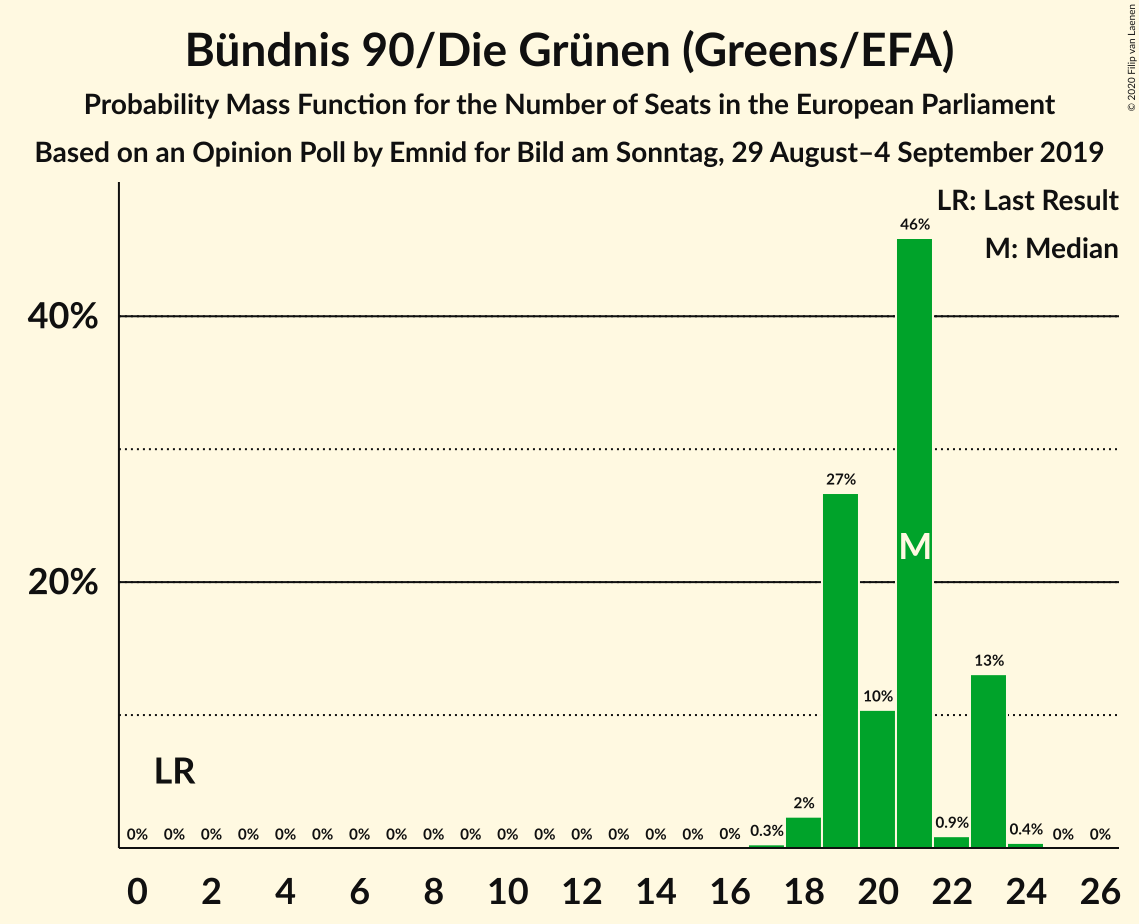 Bündnis 90/Die Grünen (Greens/EFA)
Probability Mass Function for the Number of Seats in the European Parliament
Based on an Opinion Poll by Emnid for Bild am Sonntag, 29 August–4 September 2019
© 2020 Filip van Laenen
LR: Last Result
M: Median
46%
40%
27%
M
20%
13%
10%
LR
0% 0% 0% 0% 0% 0% 0% 0% 0% 0% 0% 0% 0% 0% 0% 0% 0% 0.3% 2% 0.9% 0.4% 0% 0%
0 2 4 6 8 10 12 14 16 18 20 22 24 26